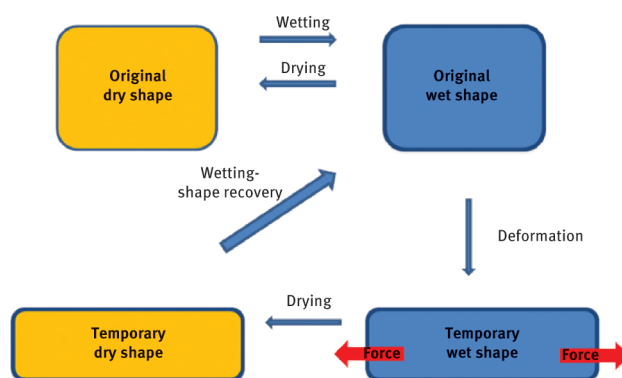 Wetting
Drying
Original
dry shape
Original
wet shape
Wetting-
shape recovery
Deformation
Drying
Temporary
dry shape
Temporary
wet shape
Force
Force